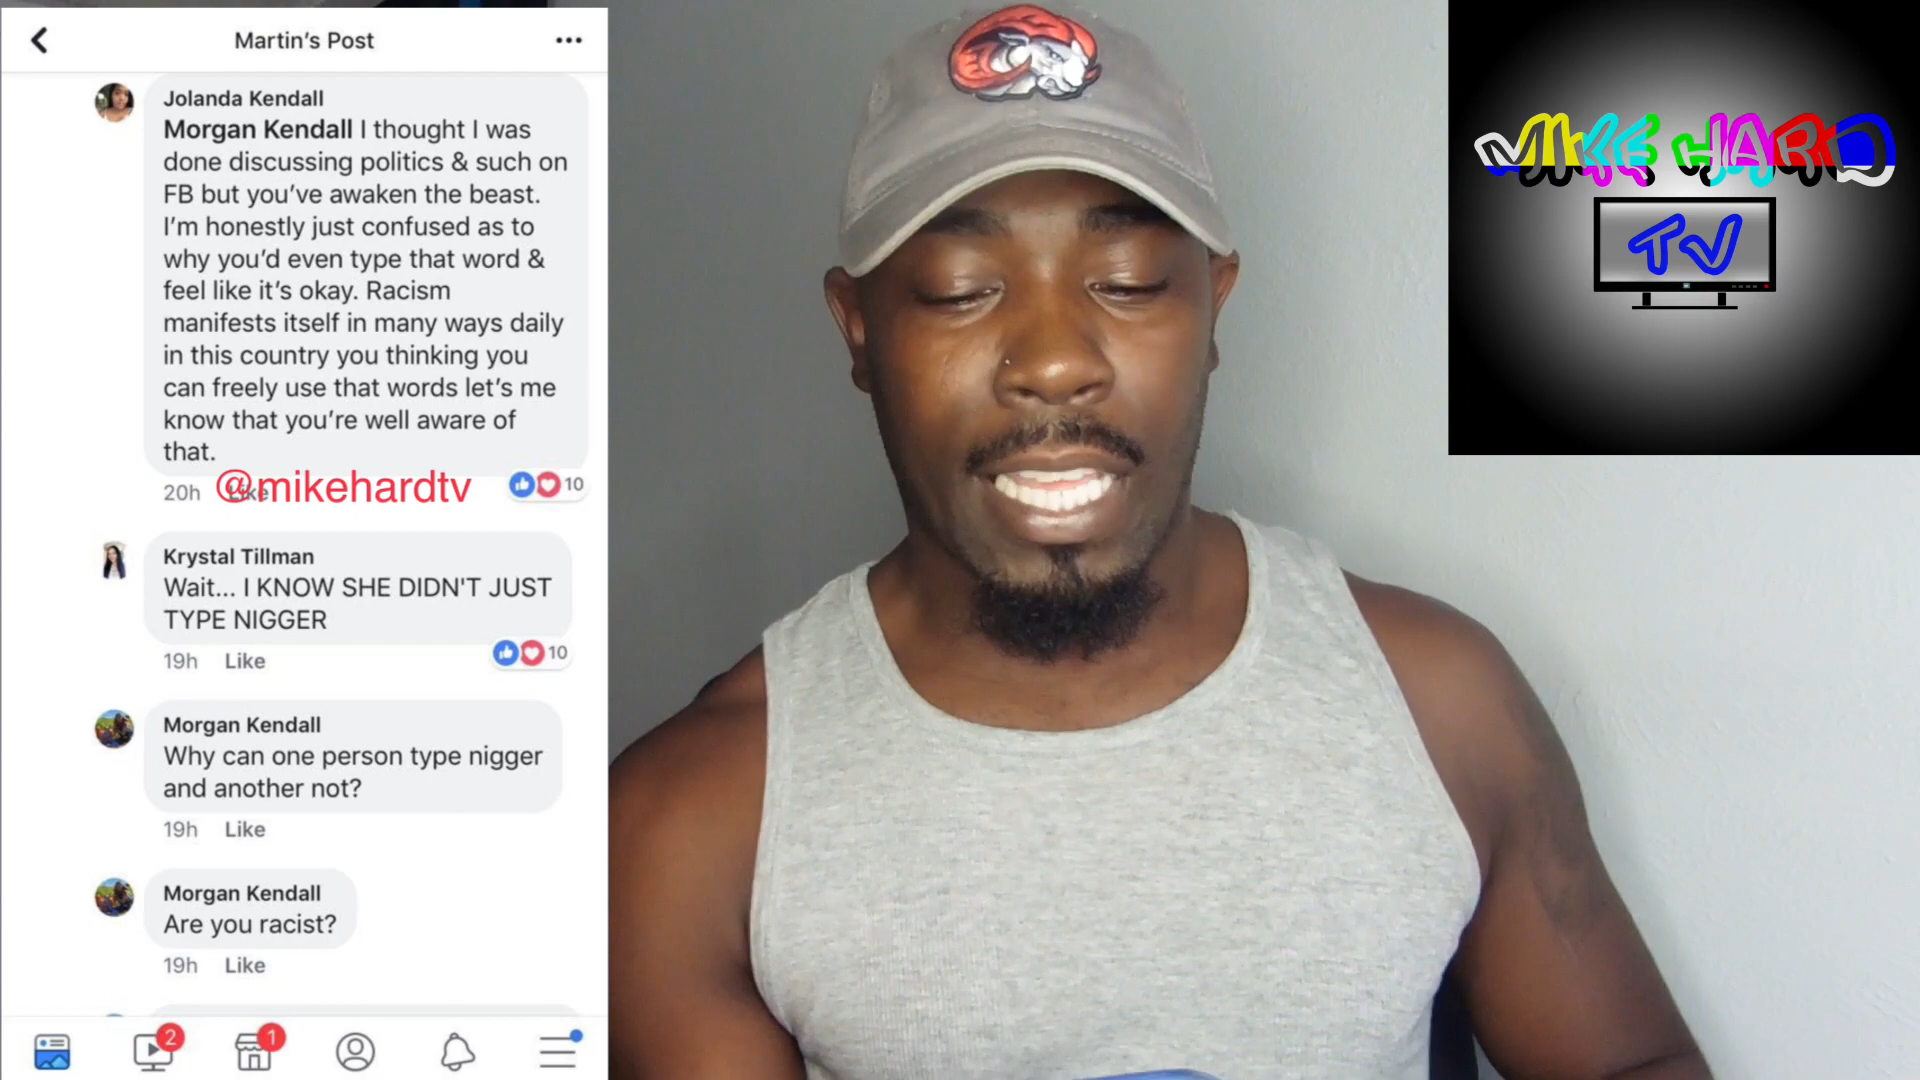 Martin's Post
Jolanda Kendall
Morgan Kendall I thought I was
done discussing politics & such on
FB but you've awaken the beast.
I'm honestly just confused as to
why you'd even type that word &
feel like it's okay. Racism
manifests itself in many ways daily
in this country you thinking you
can freely use that words let's me
know that you're well aware of
that.
20h Like 10
@mikehardtv
Krystal Tillman
Wait... I KNOW SHE DIDN'T JUST
TYPE NIGGER
19h Like 10
Morgan Kendall
Why can one person type nigger
and another not?
19h Like
Morgan Kendall
Are you racist?
19h Like
2 1
MIKE HARD
TV